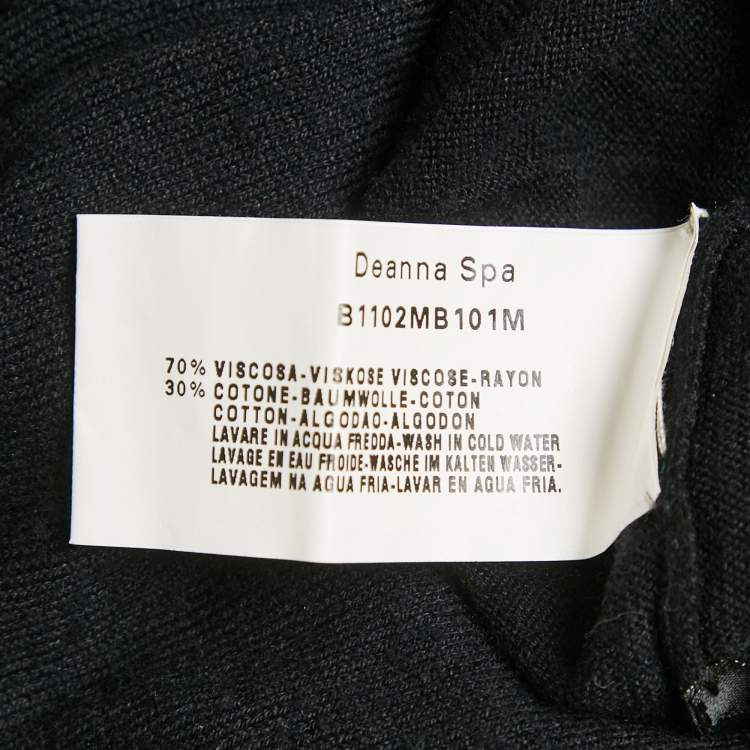 Deanna Spa
B1102MB101M
70% VISCOSA-VISKOSE VISCOSE-RAYON
30% COTONE-BAUMWOLLE-COTON
COTTON-ALGODAO-ALGODON
LAVARE IN ACQUA FREDDA-WASH IN COLD WATER
LAVAGE EN EAU FROIDE-WASCHE IM KALTEN WASSER-
LAVAGEM NA AGUA FRIA-LAVAR EN AQUA FRIA.